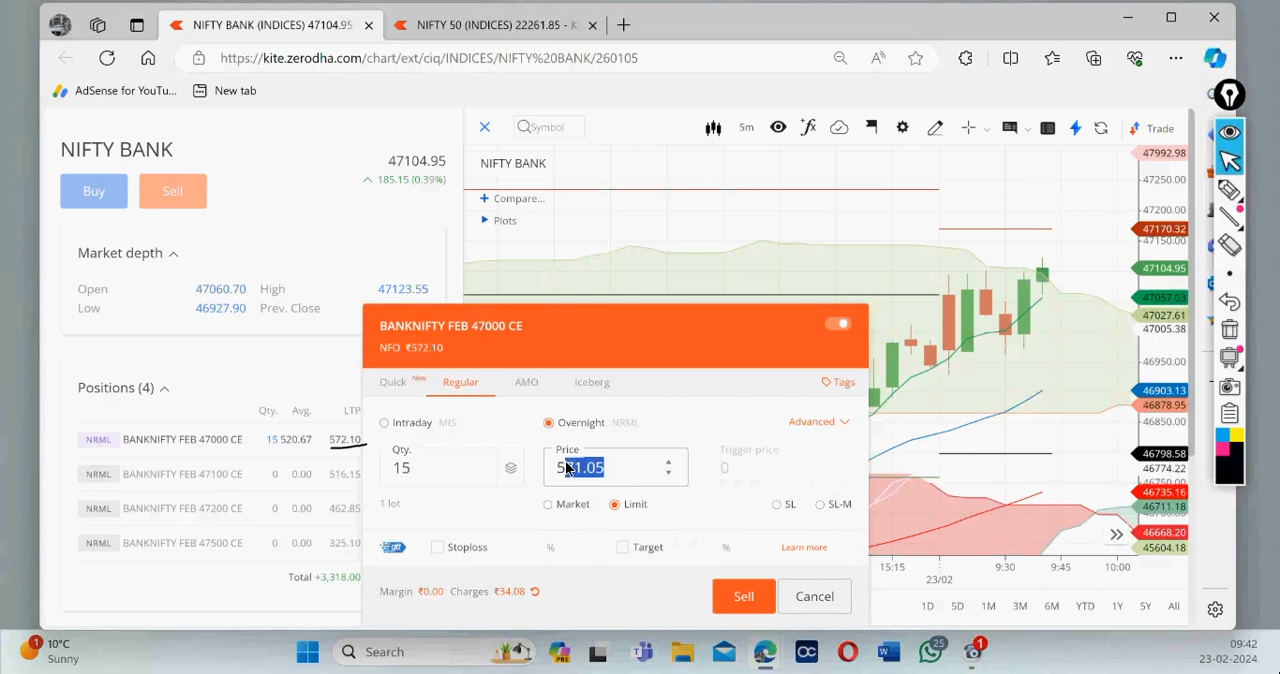 NIFTY BANK (INDICES) 47104.95
NIFTY 50 (INDICES) 22261.85 -
https://kite.zerodha.com/chart/ext/ciq/INDICES/NIFTY%20BANK/260105
AdSense for YouTu...
New tab
NIFTY BANK
47104.95
185.15 (0.39%)
Buy
Sell
Market depth
Open 47060.70 High 47123.55
Low 46927.90 Prev. Close
Positions (4)
Qty. Avg. LTP
NRML BANKNIFTY FEB 47000 CE 15 520.67 572.10
NRML BANKNIFTY FEB 47100 CE 0 0.00 516.15
NRML BANKNIFTY FEB 47200 CE 0 0.00 462.85
NRML BANKNIFTY FEB 47500 CE 0 0.00 325.10
Total +3,318.00
Symbol
5m
Trade
NIFTY BANK
Compare...
Plots
47992.98
47250.00
47200.00
47170.32
47150.00
47104.95
47057.03
47027.61
47005.38
46950.00
46903.13
46878.95
46798.58
46774.22
46735.16
46711.18
46668.20
45604.18
BANKNIFTY FEB 47000 CE
NFO ₹572.10
Quick New
Regular
AMO
Iceberg
Tags
Intraday MIS
Overnight NRML
Advanced
Qty.
15
1 lot
Price
571.05
Trigger price
0
Market
Limit
SL
SL-M
gtt
Stoploss %
Target %
Learn more
Margin ₹0.00 Charges ₹34.08
Sell
Cancel
15:15
9:30
9:45
10:00
23/02
1D 5D 1M 3M 6M YTD 1Y 5Y All
1
10°C
Sunny
Search
PRE
25
1
09:42
23-02-2024